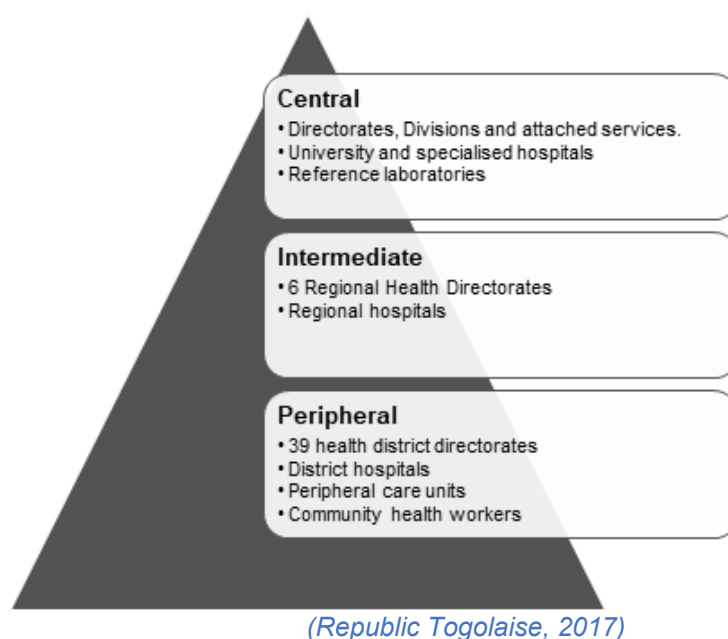 Central
• Directorates, Divisions and attached services.
• University and specialised hospitals
• Reference laboratories
Intermediate
• 6 Regional Health Directorates
• Regional hospitals
Peripheral
• 39 health district directorates
• District hospitals
• Peripheral care units
• Community health workers
(Republic Togolaise, 2017)